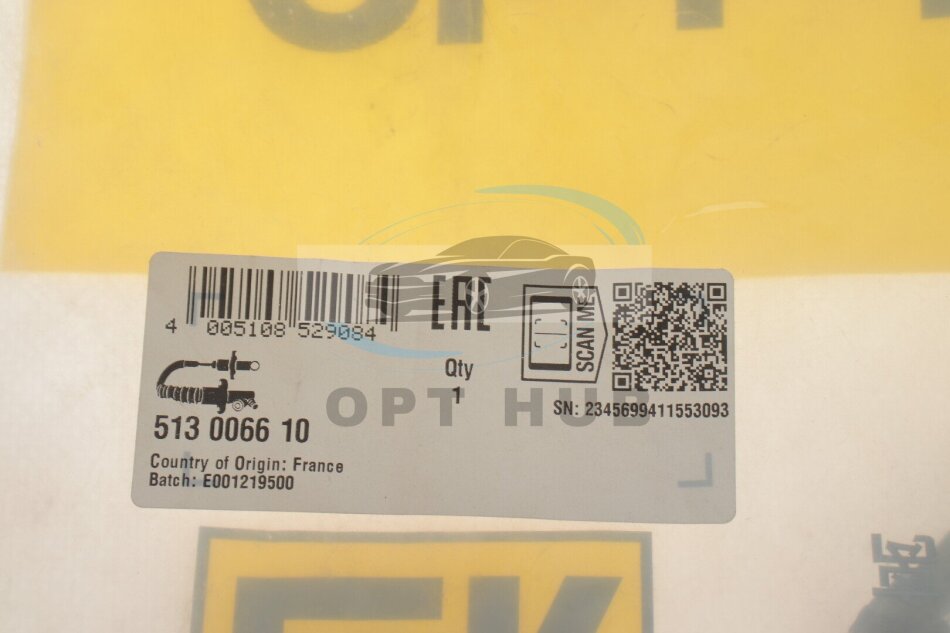 4 005108 529084
EAC
SCAN ME
Qty
1
OPT HUB
SN: 2345699411553093
513 0066 10
Country of Origin: France
Batch: E001219500